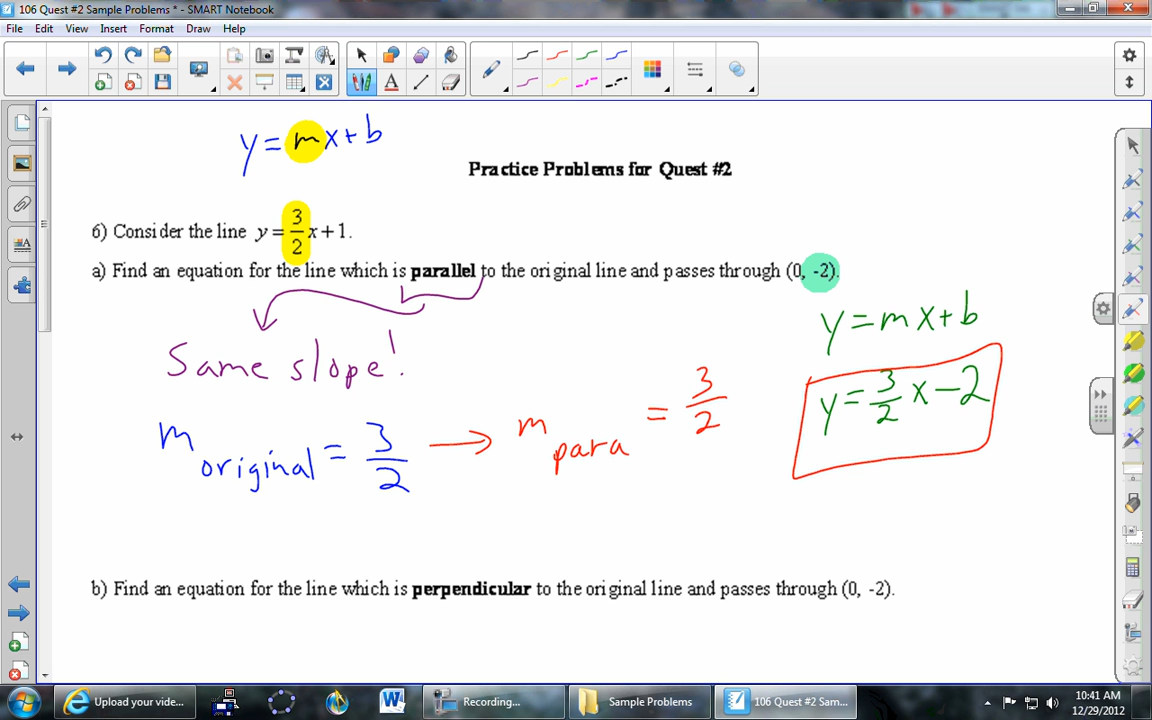 106 Quest #2 Sample Problems * - SMART Notebook
File Edit View Insert Format Draw Help
y = mx + b
Practice Problems for Quest #2
6) Consider the line y = 3/2 x + 1.
a) Find an equation for the line which is parallel to the original line and passes through (0, -2).
Same slope!
y = mx + b
y = 3/2 x - 2
m original = 3/2 → m para = 3/2
b) Find an equation for the line which is perpendicular to the original line and passes through (0, -2).
Upload your vide... Recording... Sample Problems 106 Quest #2 Sam...
10:41 AM
12/29/2012